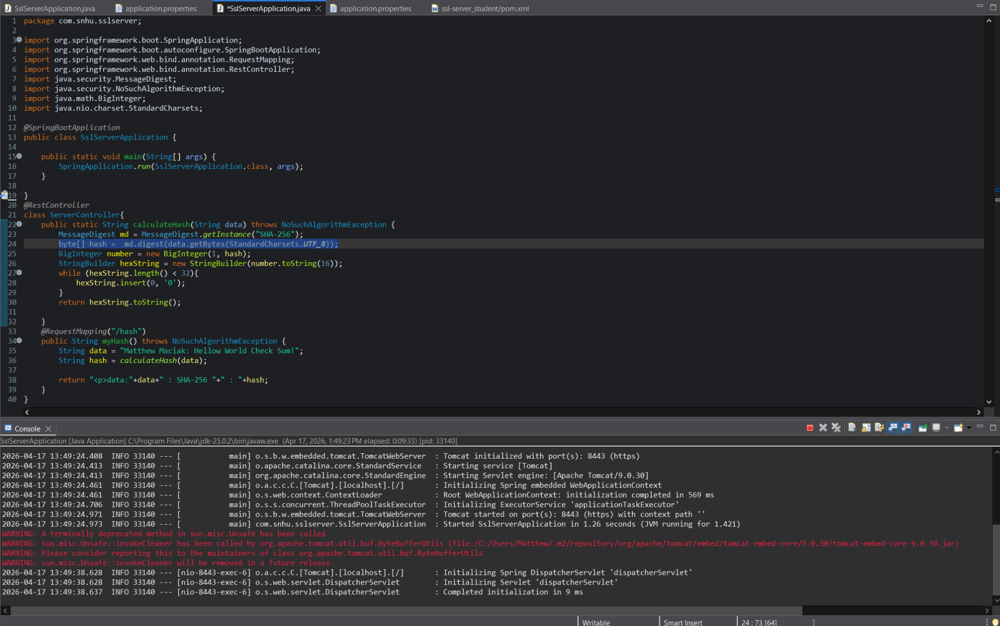 SslServerApplication.java
application.properties
*SslServerApplication.java
application.properties
ssl-server_student/pom.xml
1 package com.snhu.sslserver;
2
3 import org.springframework.boot.SpringApplication;
4 import org.springframework.boot.autoconfigure.SpringBootApplication;
5 import org.springframework.web.bind.annotation.RequestMapping;
6 import org.springframework.web.bind.annotation.RestController;
7 import java.security.MessageDigest;
8 import java.security.NoSuchAlgorithmException;
9 import java.math.BigInteger;
10 import java.nio.charset.StandardCharsets;
11
12 @SpringBootApplication
13 public class SslServerApplication {
14
15     public static void main(String[] args) {
16         SpringApplication.run(SslServerApplication.class, args);
17     }
18
19 }
20 @RestController
21 class ServerController{
22     public static String calculateHash(String data) throws NoSuchAlgorithmException {
23         MessageDigest md = MessageDigest.getInstance("SHA-256");
24         byte[] hash =  md.digest(data.getBytes(StandardCharsets.UTF_8));
25         BigInteger number = new BigInteger(1, hash);
26         StringBuilder hexString = new StringBuilder(number.toString(16));
27         while (hexString.length() < 32){
28             hexString.insert(0, '0');
29         }
30         return hexString.toString();
31
32     }
33     @RequestMapping("/hash")
34     public String myHash() throws NoSuchAlgorithmException {
35         String data = "Matthew Maciak: Hellow World Check Sum!";
36         String hash = calculateHash(data);
37
38         return "<p>data:"+data+" : SHA-256 "+" : "+hash;
39     }
40 }
Console
SslServerApplication [Java Application] C:\Program Files\Java\jdk-25.0.2\bin\javaw.exe  (Apr 17, 2026, 1:49:23 PM elapsed: 0:09:33) [pid: 33140]
2026-04-17 13:49:24.408  INFO 33140 --- [           main] o.s.b.w.embedded.tomcat.TomcatWebServer  : Tomcat initialized with port(s): 8443 (https)
2026-04-17 13:49:24.413  INFO 33140 --- [           main] o.apache.catalina.core.StandardService   : Starting service [Tomcat]
2026-04-17 13:49:24.413  INFO 33140 --- [           main] org.apache.catalina.core.StandardEngine  : Starting Servlet engine: [Apache Tomcat/9.0.30]
2026-04-17 13:49:24.461  INFO 33140 --- [           main] o.a.c.c.C.[Tomcat].[localhost].[/]       : Initializing Spring embedded WebApplicationContext
2026-04-17 13:49:24.461  INFO 33140 --- [           main] o.s.web.context.ContextLoader            : Root WebApplicationContext: initialization completed in 569 ms
2026-04-17 13:49:24.706  INFO 33140 --- [           main] o.s.s.concurrent.ThreadPoolTaskExecutor  : Initializing ExecutorService 'applicationTaskExecutor'
2026-04-17 13:49:24.971  INFO 33140 --- [           main] o.s.b.w.embedded.tomcat.TomcatWebServer  : Tomcat started on port(s): 8443 (https) with context path ''
2026-04-17 13:49:24.973  INFO 33140 --- [           main] com.snhu.sslserver.SslServerApplication  : Started SslServerApplication in 1.26 seconds (JVM running for 1.421)
WARNING: A terminally deprecated method in sun.misc.Unsafe has been called
WARNING: sun.misc.Unsafe::invokeCleaner has been called by org.apache.tomcat.util.buf.ByteBufferUtils (file:/C:/Users/Matthew/.m2/repository/org/apache/tomcat/embed/tomcat-embed-core/9.0.30/tomcat-embed-core-9.0.30.jar)
WARNING: Please consider reporting this to the maintainers of class org.apache.tomcat.util.buf.ByteBufferUtils
WARNING: sun.misc.Unsafe::invokeCleaner will be removed in a future release
2026-04-17 13:49:38.628  INFO 33140 --- [nio-8443-exec-6] o.a.c.c.C.[Tomcat].[localhost].[/]       : Initializing Spring DispatcherServlet 'dispatcherServlet'
2026-04-17 13:49:38.628  INFO 33140 --- [nio-8443-exec-6] o.s.web.servlet.DispatcherServlet        : Initializing Servlet 'dispatcherServlet'
2026-04-17 13:49:38.637  INFO 33140 --- [nio-8443-exec-6] o.s.web.servlet.DispatcherServlet        : Completed initialization in 9 ms
Writable
Smart Insert
24 : 73 [64]